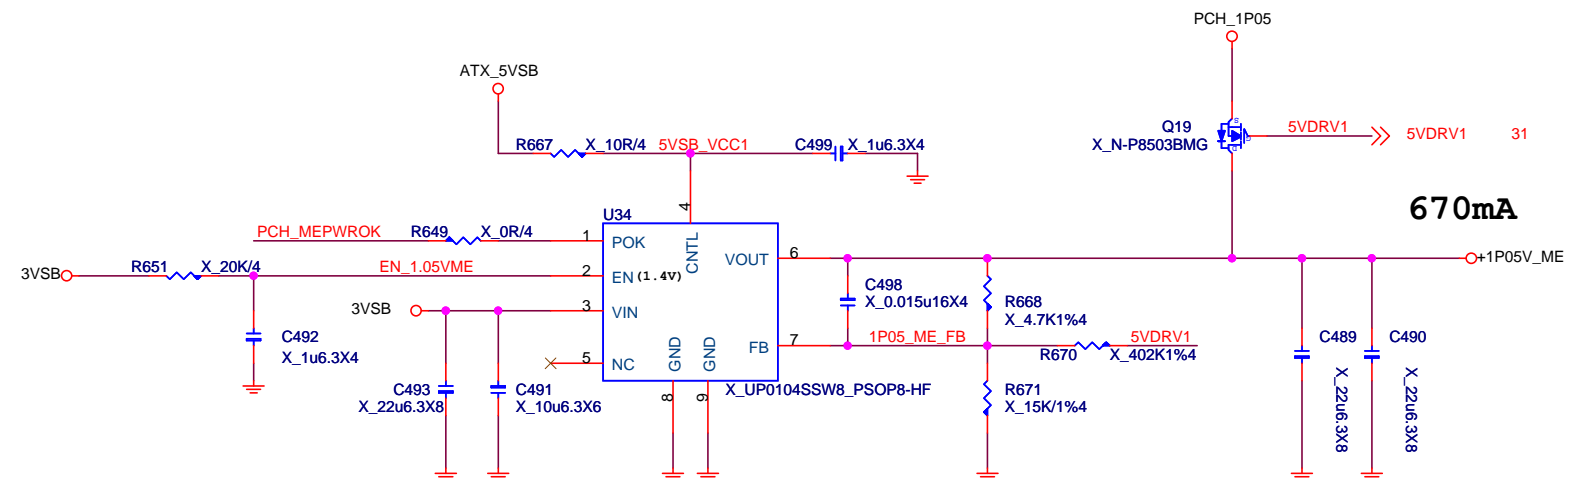 PCH_1P05
ATX_5VSB
Q19
X_N-P8503BMG
S
G
D
5VDRV1
5VDRV1
31
R667
X_10R/4
5VSB_VCC1
C499
X_1u6.3X4
670mA
4
U34
PCH_MEPWROK
R649
X_0R/4
1
POK
CNTL
VOUT
6
+1P05V_ME
3VSB
R651
X_20K/4
EN_1.05VME
2
EN(1.4V)
C498
X_0.015u16X4
R668
X_4.7K1%4
3VSB
3
VIN
C492
X_1u6.3X4
1P05_ME_FB
5VDRV1
7
FB
R670
X_402K1%4
C489
X_22u6.3X8
C490
X_22u6.3X8
5
NC
GND
GND
C493
X_22u6.3X8
C491
X_10u6.3X6
8
9
X_UP0104SSW8_PSOP8-HF
R671
X_15K/1%4